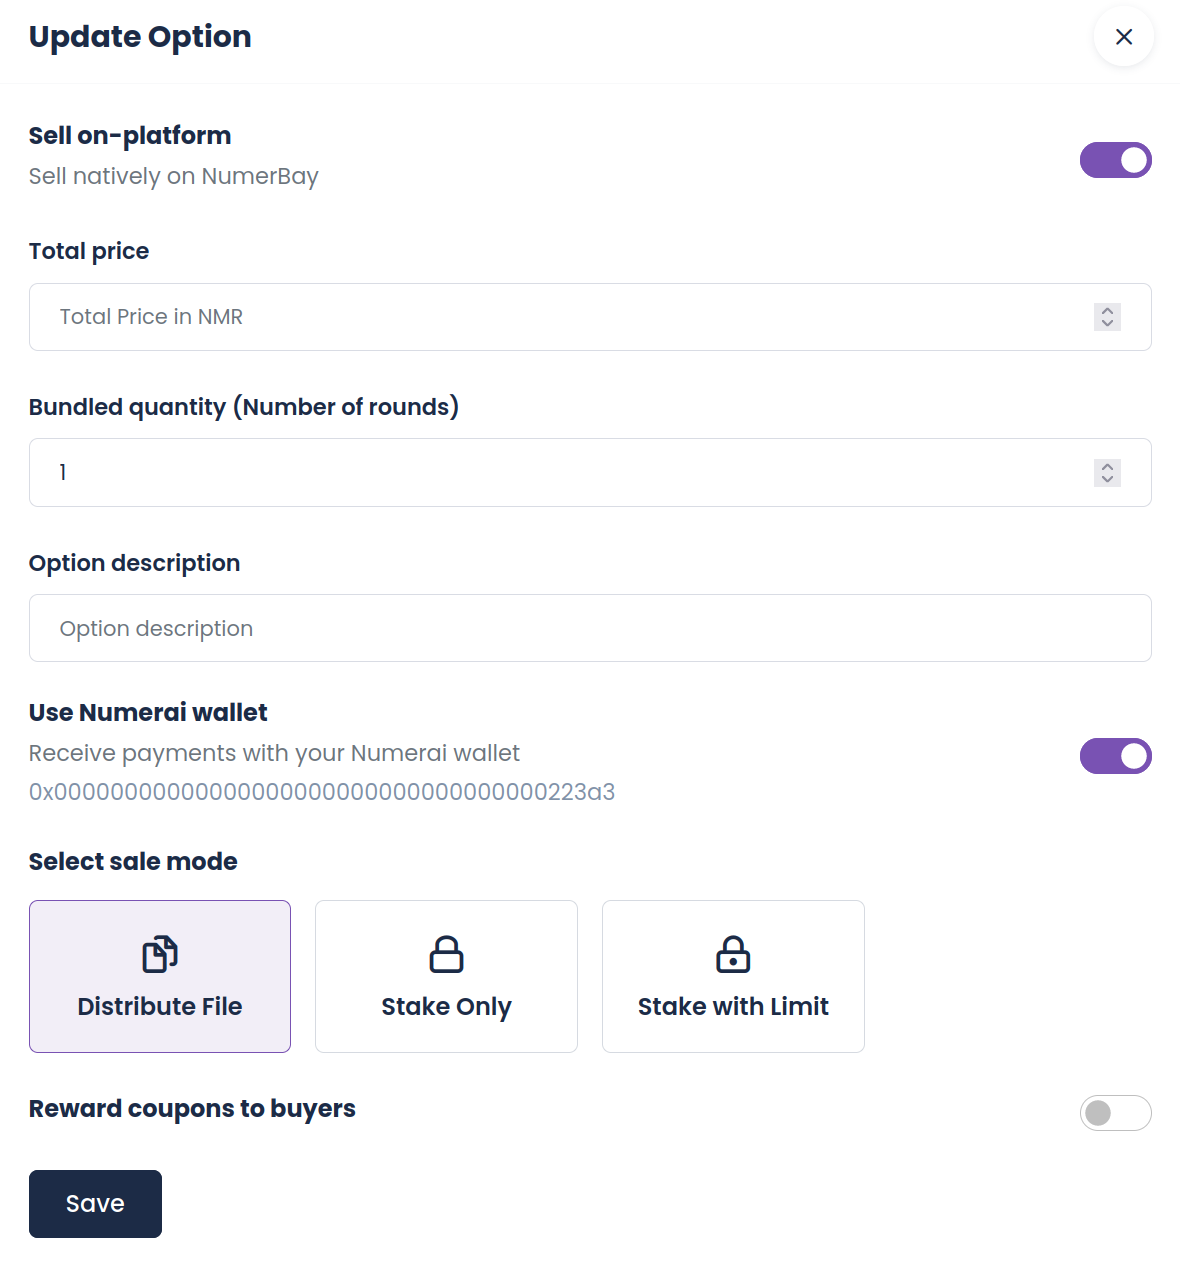 Update Option
Sell on-platform
Sell natively on NumerBay
Total price
Total Price in NMR
Bundled quantity (Number of rounds)
1
Option description
Option description
Use Numerai wallet
Receive payments with your Numerai wallet
0x00000000000000000000000000000000000223a3
Select sale mode
Distribute File
Stake Only
Stake with Limit
Reward coupons to buyers
Save